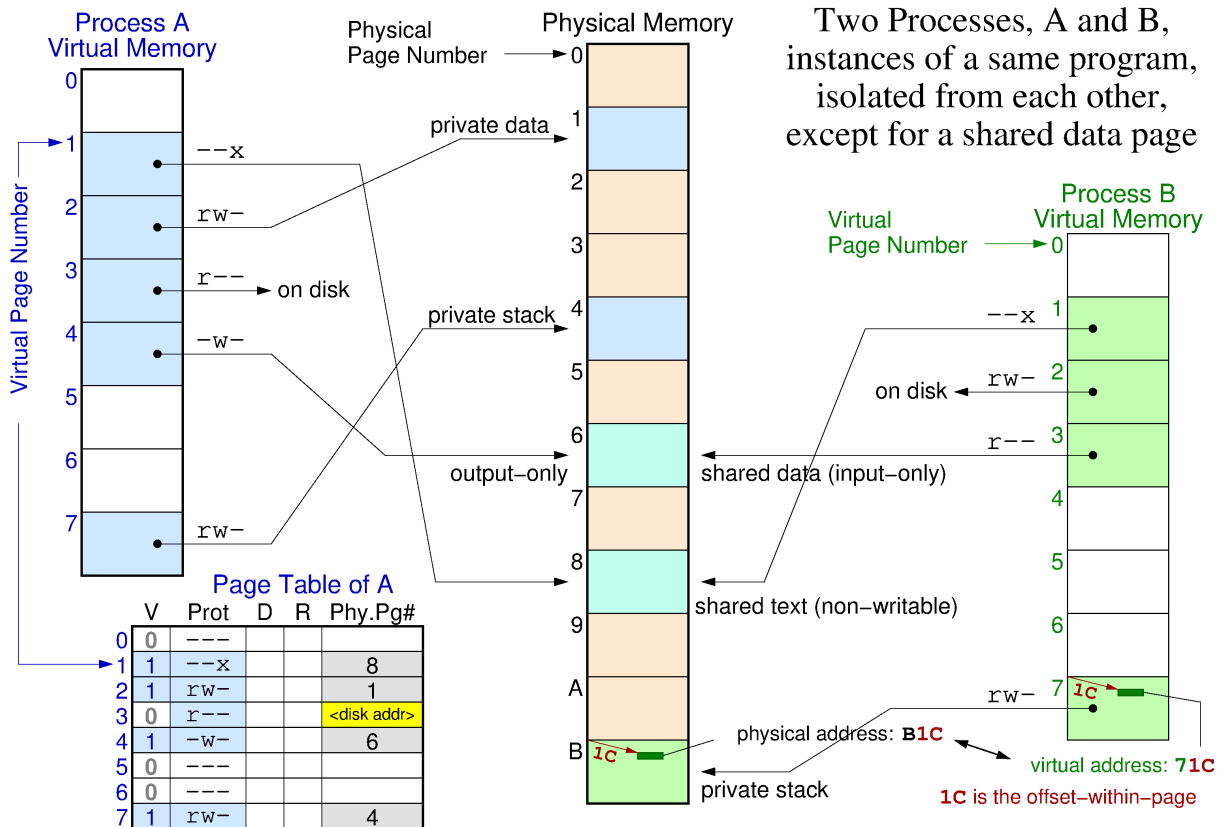 Process A
Virtual Memory
Physical Memory
Two Processes, A and B,
instances of a same program,
isolated from each other,
except for a shared data page
Physical
Page Number
Virtual Page Number
0
1
2
3
4
5
6
7
--x
rw-
r--
on disk
-w-
rw-
private data
private stack
output-only
0
1
2
3
4
5
6
7
8
9
A
B
1C
shared data (input-only)
shared text (non-writable)
physical address: B1C
private stack
Process B
Virtual Memory
Virtual
Page Number
0
1
2
3
4
5
6
7
--x
rw-
on disk
r--
rw-
1C
virtual address: 71C
1C is the offset-within-page
Page Table of A
V Prot D R Phy.Pg#
0 0 ---
1 1 --x 8
2 1 rw- 1
3 0 r-- <disk addr>
4 1 -w- 6
5 0 ---
6 0 ---
7 1 rw- 4